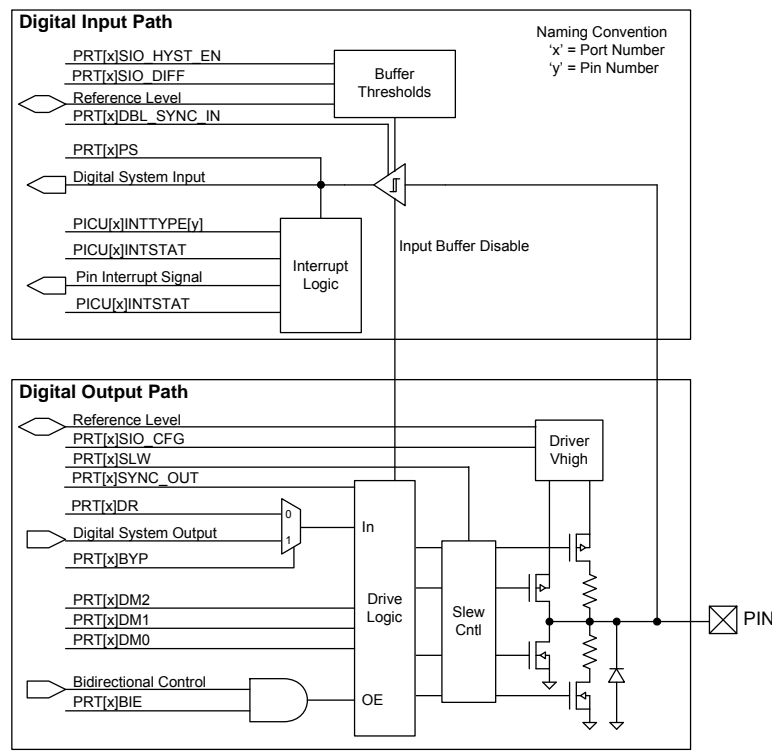 Digital Input Path
Naming Convention
‘x’ = Port Number
‘y’ = Pin Number
PRT[x]SIO_HYST_EN
PRT[x]SIO_DIFF
Reference Level
PRT[x]DBL_SYNC_IN
Buffer
Thresholds
PRT[x]PS
Digital System Input
PICU[x]INTTYPE[y]
PICU[x]INTSTAT
Pin Interrupt Signal
PICU[x]INTSTAT
Interrupt
Logic
Input Buffer Disable
Digital Output Path
Reference Level
PRT[x]SIO_CFG
PRT[x]SLW
PRT[x]SYNC_OUT
Driver
Vhigh
PRT[x]DR
Digital System Output
PRT[x]BYP
0
1
In
PRT[x]DM2
PRT[x]DM1
PRT[x]DM0
Drive
Logic
Slew
Cntl
PIN
Bidirectional Control
PRT[x]BIE
OE